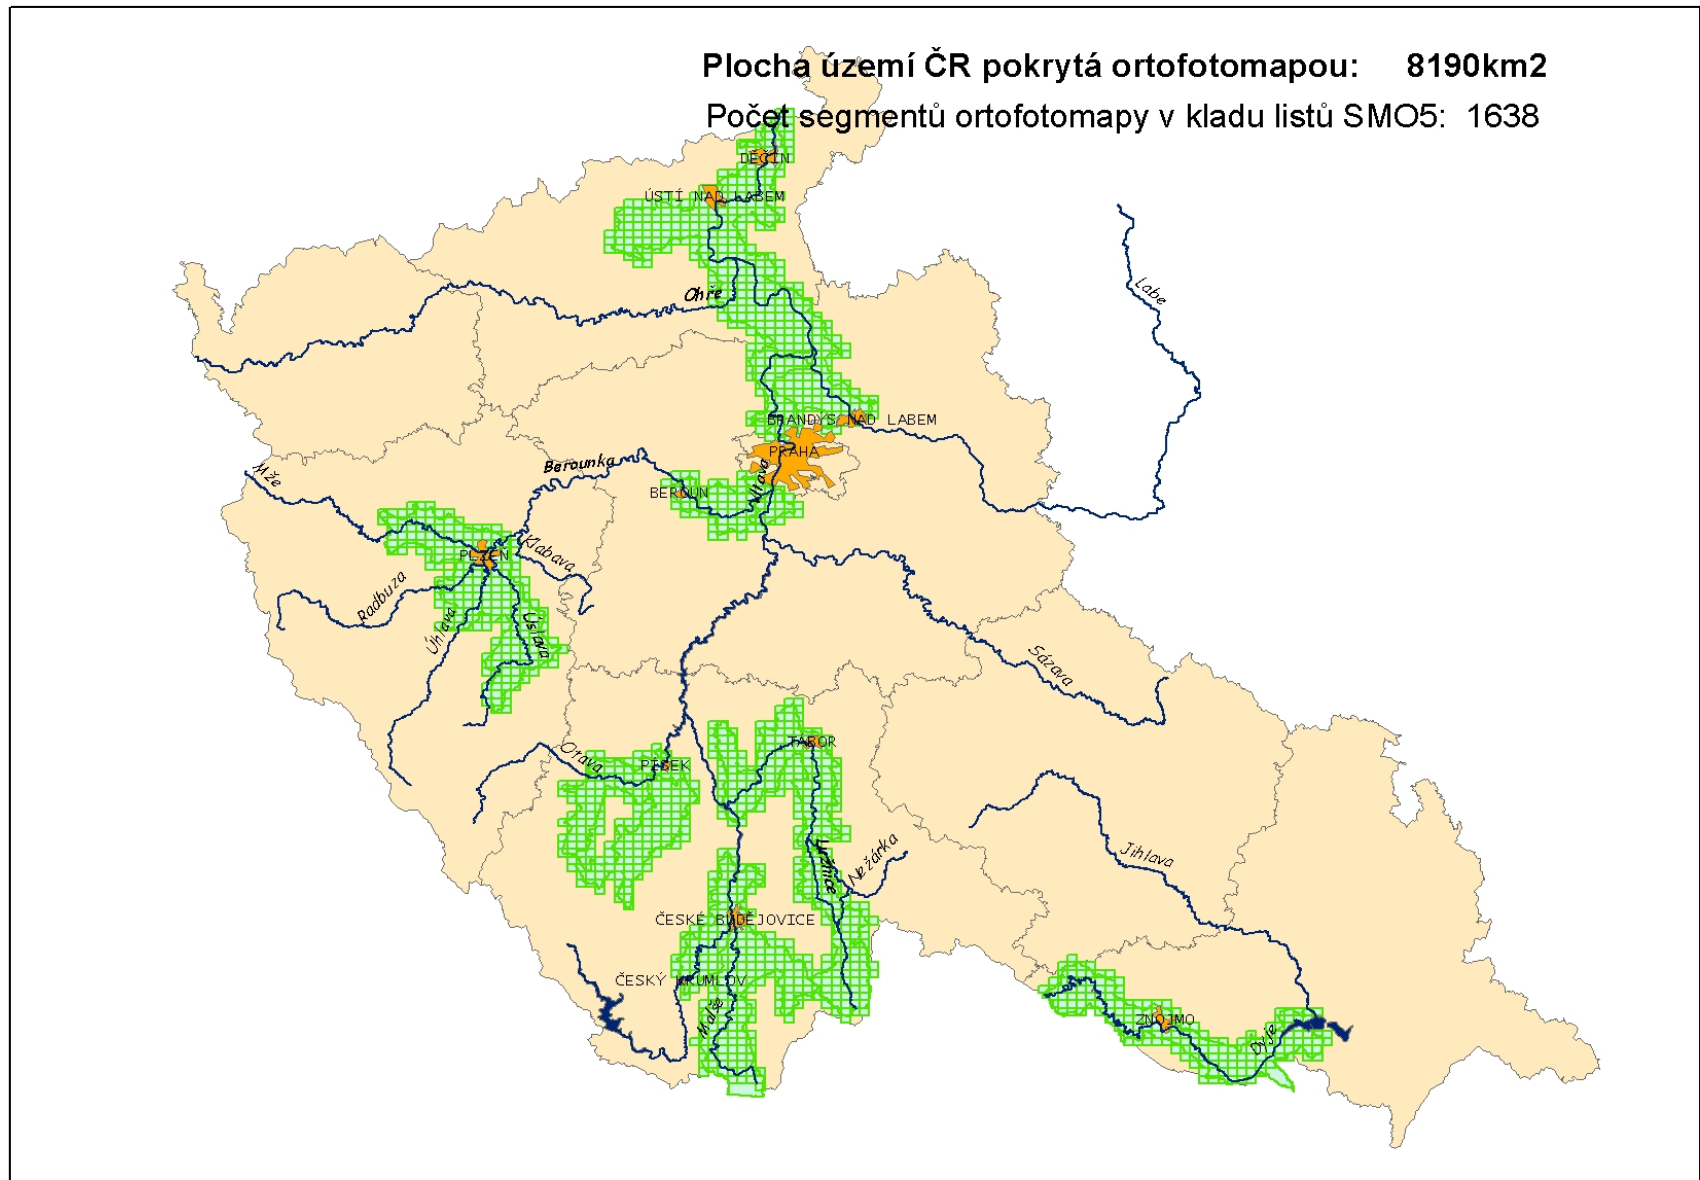 Plocha území ČR pokrytá ortofotomapou: 8190km2
Počet segmentů ortofotomapy v kladu listů SMO5: 1638
DĚČÍN
ÚSTÍ NAD LABEM
Labe
Ohře
BRANDÝS NAD LABEM
PRAHA
Berounka
Mže
Vltava
BEROUN
PLZEŇ
Klabava
Radbuza
Úhlava
Úslava
Sázava
TÁBOR
Otava
PÍSEK
Nežárka
Lužnice
Jihlava
ČESKÉ BUDĚJOVICE
ČESKÝ KRUMLOV
Malše
ZNOJMO
Dyje